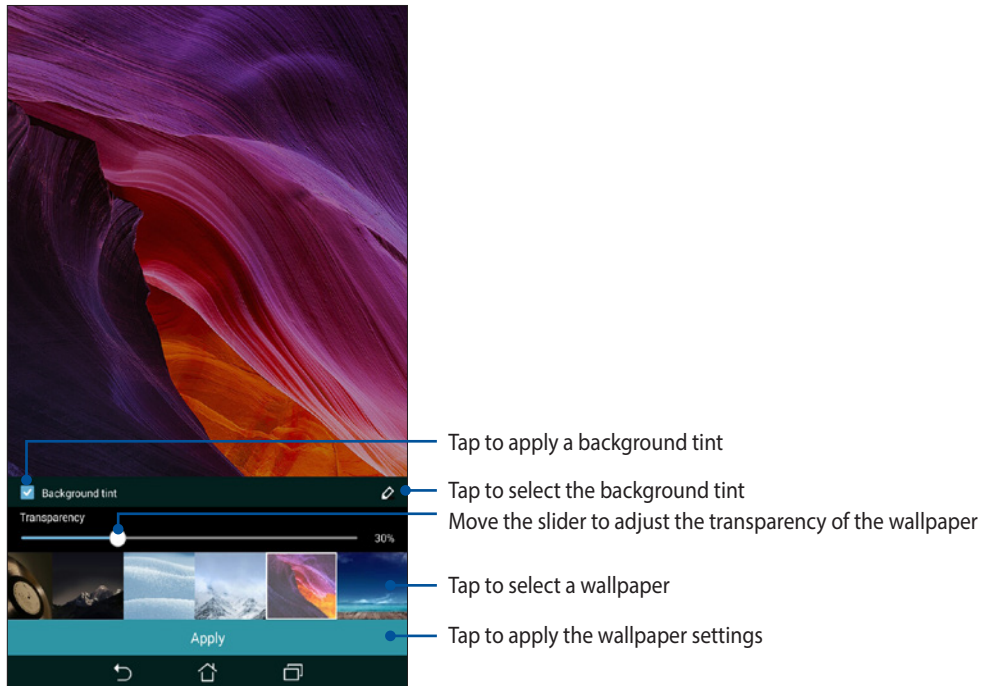 Tap to apply a background tint
Background tint
Tap to select the background tint
Transparency
Move the slider to adjust the transparency of the wallpaper
30%
Tap to select a wallpaper
Apply
Tap to apply the wallpaper settings